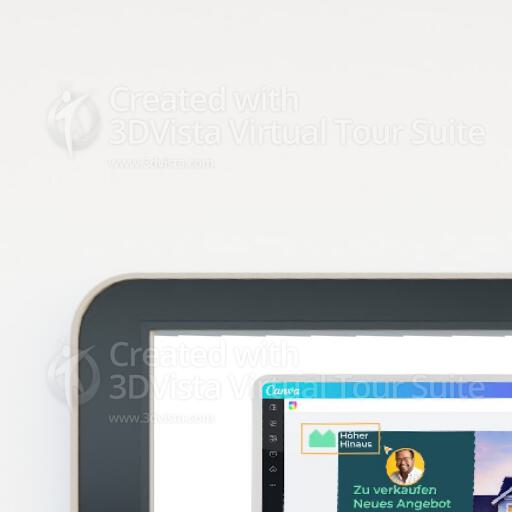 Created with
3DVista Virtual Tour Suite
www.3dvista.com
Created with
3DVista Virtual Tour Suite
www.3dvista.com
Canva
Höher
Hinaus
Zu verkaufen
Neues Angebot